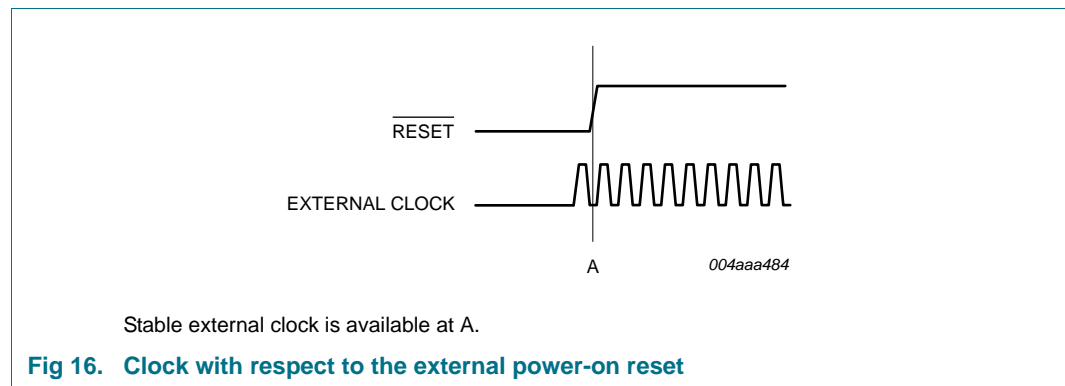 RESET
EXTERNAL CLOCK
A
004aaa484
Stable external clock is available at A.
Fig 16. Clock with respect to the external power-on reset